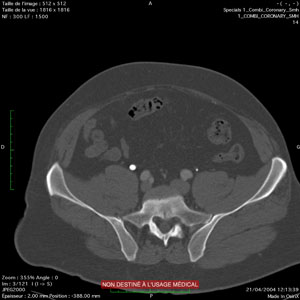 Taille de l'image : 512 x 512
Taille de la vue : 1816 x 1816
NF : 300 LF : 1500
A
- ( -, - )
Specials 1_Combi_Coronary_Smh
1_COMBI_CORONARY_SMH
14
D
G
Zoom : 355% Angle : 0
Im : 3/121 I (I -> S)
JPEG2000
Épaisseur: 2.00 mm Position: -388.00 mm
NON DESTINÉ À L'USAGE MÉDICAL
P
21/04/2004 12:13:39
Made In OsiriX